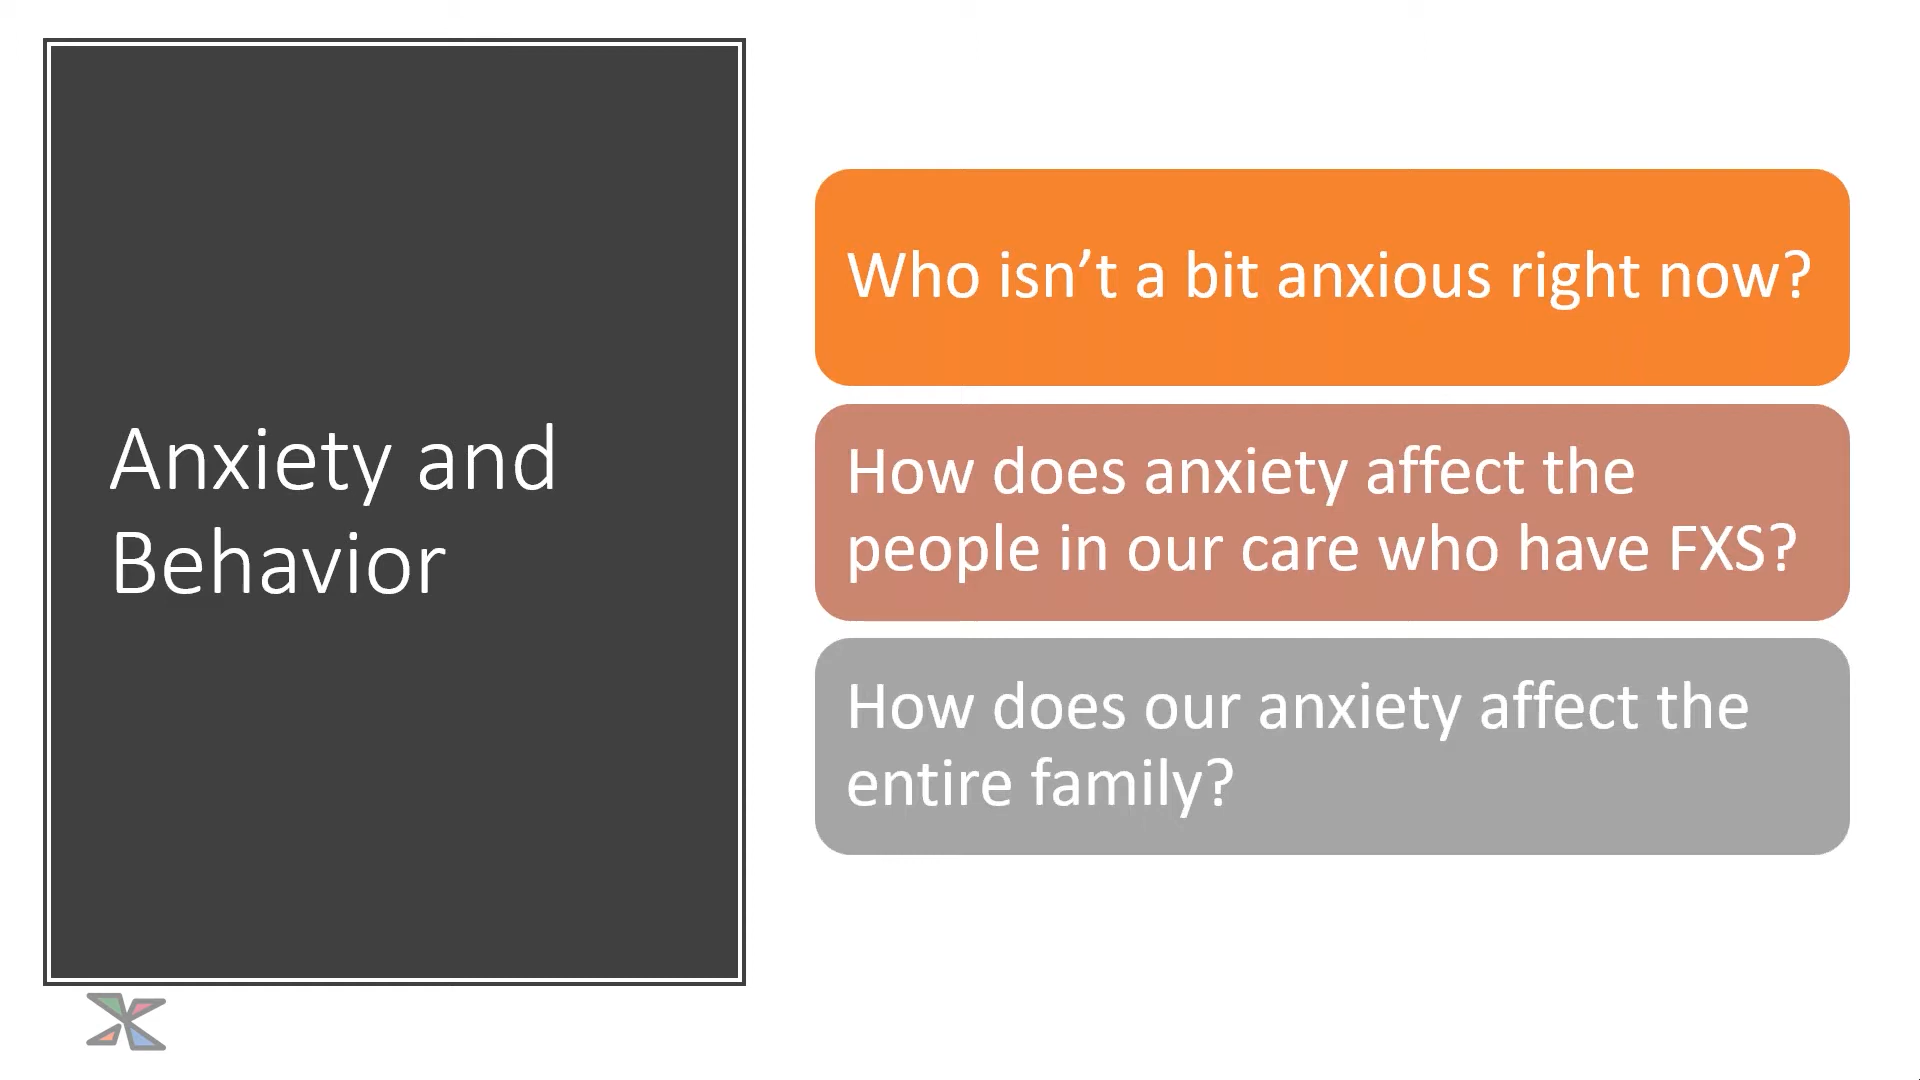 Anxiety and
Behavior
Who isn’t a bit anxious right now?
How does anxiety affect the
people in our care who have FXS?
How does our anxiety affect the
entire family?